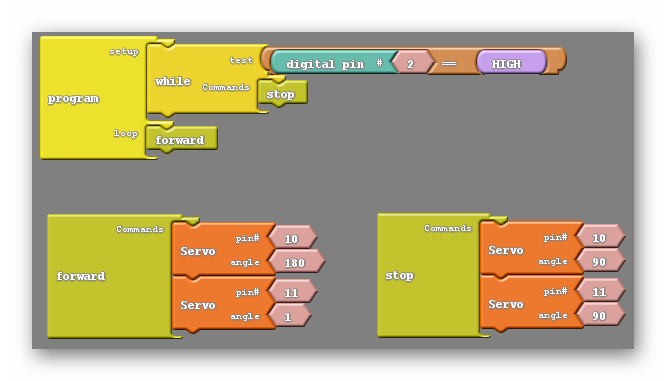 setup
test
digital pin # 2 == HIGH
while
Commands
stop
program
loop
forward
Commands
forward
Servo
pin# 10
angle 180
Servo
pin# 11
angle 1
Commands
stop
Servo
pin# 10
angle 90
Servo
pin# 11
angle 90